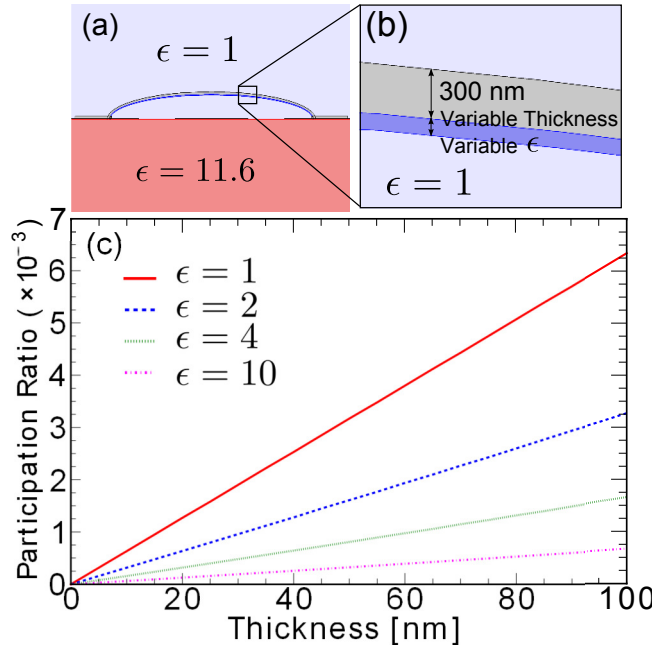 (a)
ϵ = 1
ϵ = 11.6
(b)
300 nm
Variable Thickness
Variable ϵ
ϵ = 1
(c)
ϵ = 1
ϵ = 2
ϵ = 4
ϵ = 10
Participation Ratio (×10⁻³)
7
6
5
4
3
2
1
0
0 20 40 60 80 100
Thickness [nm]